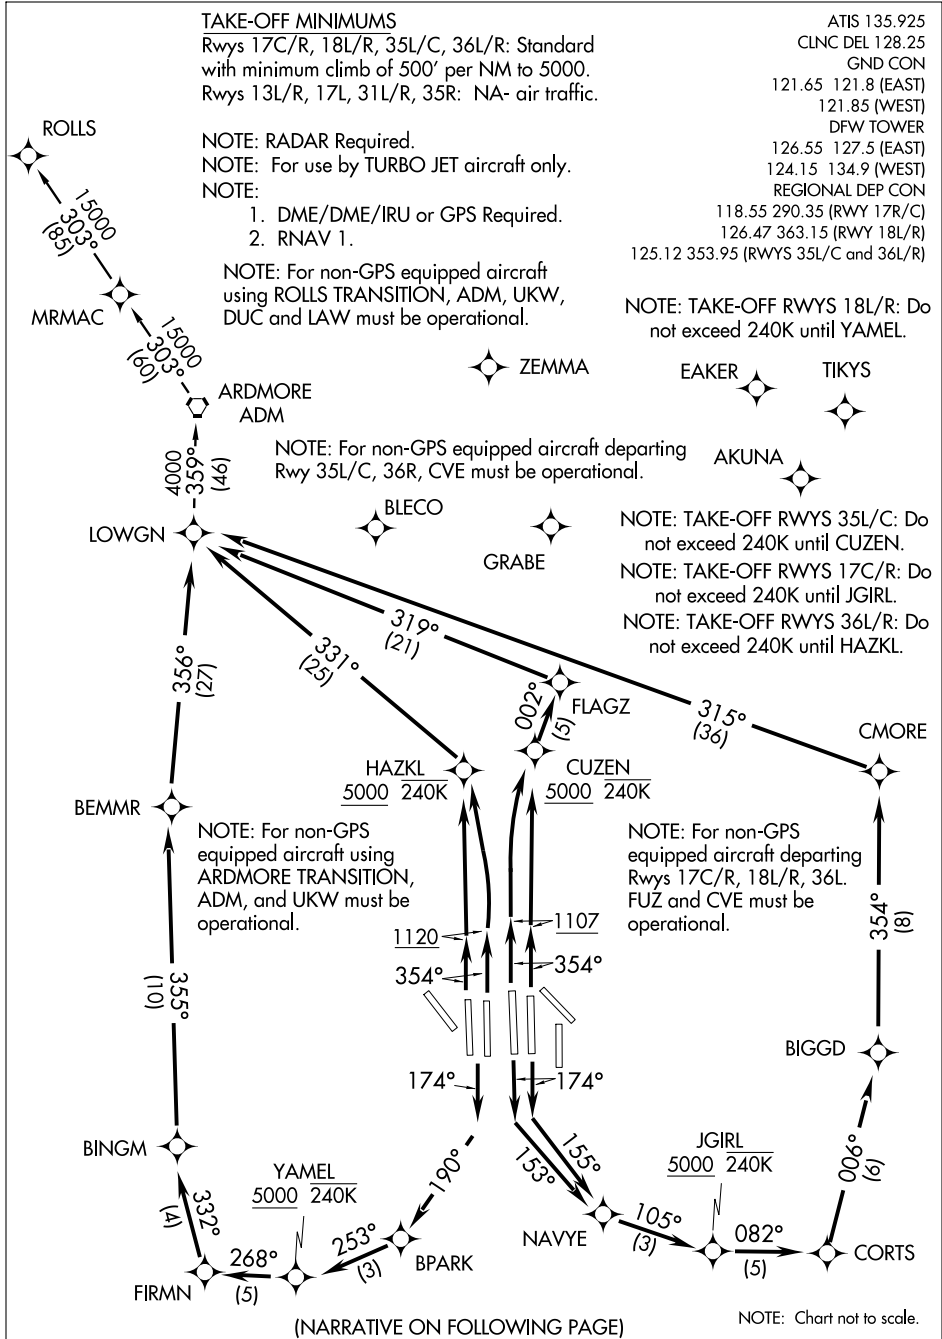 TAKE-OFF MINIMUMS
Rwys 17C/R, 18L/R, 35L/C, 36L/R: Standard
with minimum climb of 500' per NM to 5000.
Rwys 13L/R, 17L, 31L/R, 35R: NA- air traffic.
NOTE: RADAR Required.
NOTE: For use by TURBO JET aircraft only.
NOTE:
1. DME/DME/IRU or GPS Required.
2. RNAV 1.
NOTE: For non-GPS equipped aircraft
using ROLLS TRANSITION, ADM, UKW,
DUC and LAW must be operational.
ATIS 135.925
CLNC DEL 128.25
GND CON
121.65 121.8 (EAST)
121.85 (WEST)
DFW TOWER
126.55 127.5 (EAST)
124.15 134.9 (WEST)
REGIONAL DEP CON
118.55 290.35 (RWY 17R/C)
126.47 363.15 (RWY 18L/R)
125.12 353.95 (RWYS 35L/C and 36L/R)
NOTE: TAKE-OFF RWYS 18L/R: Do
not exceed 240K until YAMEL.
ROLLS
15000
303°
(85)
MRMAC
15000
303°
(60)
ARDMORE
ADM
4000
359°
(46)
LOWGN
ZEMMA
EAKER
TIKYS
AKUNA
NOTE: For non-GPS equipped aircraft departing
Rwy 35L/C, 36R, CVE must be operational.
BLECO
GRABE
NOTE: TAKE-OFF RWYS 35L/C: Do
not exceed 240K until CUZEN.
NOTE: TAKE-OFF RWYS 17C/R: Do
not exceed 240K until JGIRL.
NOTE: TAKE-OFF RWYS 36L/R: Do
not exceed 240K until HAZKL.
319°
(21)
331°
(25)
356°
(27)
315°
(36)
FLAGZ
002°
(5)
CMORE
HAZKL
5000 240K
CUZEN
5000 240K
BEMMR
NOTE: For non-GPS
equipped aircraft using
ARDMORE TRANSITION,
ADM, and UKW must be
operational.
NOTE: For non-GPS
equipped aircraft departing
Rwys 17C/R, 18L/R, 36L.
FUZ and CVE must be
operational.
1120
354°
1107
354°
354°
(8)
355°
(10)
BIGGD
174°
174°
BINGM
YAMEL
5000 240K
190°
153°
155°
JGIRL
5000 240K
006°
(6)
332°
(4)
253°
(3)
BPARK
NAVYE
105°
(3)
082°
(5)
CORTS
268°
(5)
FIRMN
(NARRATIVE ON FOLLOWING PAGE)
NOTE: Chart not to scale.